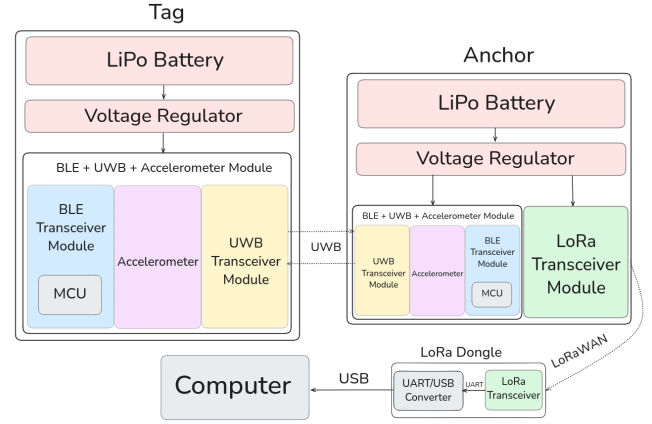 Tag
LiPo Battery
Voltage Regulator
BLE + UWB + Accelerometer Module
BLE
Transceiver
Module
MCU
Accelerometer
UWB
Transceiver
Module
UWB
Anchor
LiPo Battery
Voltage Regulator
BLE + UWB + Accelerometer Module
UWB
Transceiver
Module
Accelerometer
BLE
Transceiver
Module
MCU
LoRa
Transceiver
Module
LoRaWAN
LoRa Dongle
LoRa
Transceiver
UART
UART/USB
Converter
USB
Computer